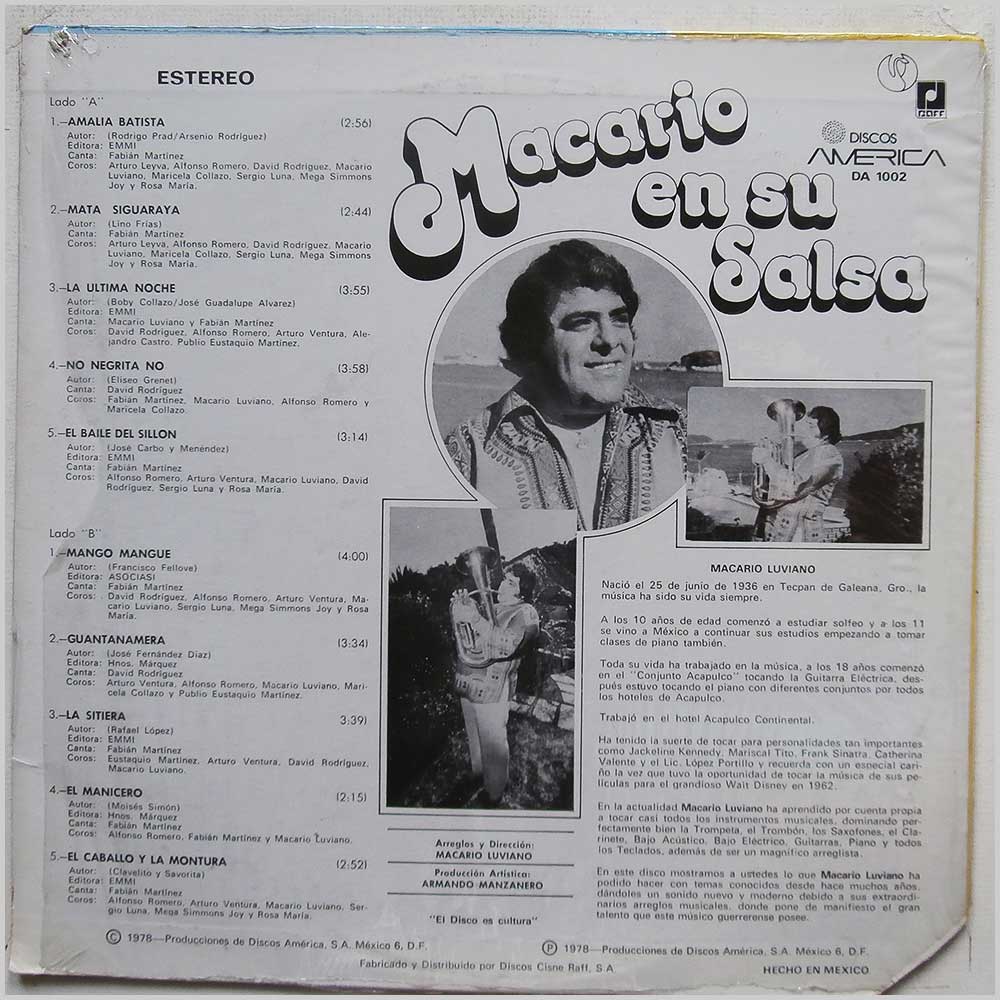 ESTEREO
Lado "A"
1.—AMALIA BATISTA (2:56)
Autor: (Rodrigo Prad/Arsenio Rodríguez)
Editora: EMMI
Canta: Fabián Martínez
Coros: Arturo Leyva, Alfonso Romero, David Rodríguez, Macario
Luviano, Maricela Collazo, Sergio Luna, Mega Simmons
Joy y Rosa María.
2.—MATA SIGUARAYA (2:44)
Autor: (Lino Frías)
Canta: Fabián Martínez
Coros: Arturo Leyva, Alfonso Romero, David Rodríguez, Macario
Luviano, Maricela Collazo, Sergio Luna, Mega Simmons
Joy y Rosa María.
3.—LA ULTIMA NOCHE (3:55)
Autor: (Boby Collazo/José Guadalupe Alvarez)
Editora: EMMI
Canta: Macario Luviano y Fabián Martínez
Coros: David Rodríguez, Alfonso Romero, Arturo Ventura, Ale-
jandro Castro, Publio Eustaquio Martínez.
4.—NO NEGRITA NO (3:58)
Autor: (Eliseo Grenet)
Canta: David Rodríguez
Coros: Fabián Martínez, Macario Luviano, Alfonso Romero y
Maricela Collazo.
5.—EL BAILE DEL SILLON (3:14)
Autor: (José Carbo y Menéndez)
Editora: EMMI
Canta: Fabián Martínez
Coros: Alfonso Romero, Arturo Ventura, Macario Luviano, David
Rodríguez, Sergio Luna y Rosa María.
Lado "B"
1.—MANGO MANGUE (4:00)
Autor: (Francisco Fellove)
Editora: ASOCIASI
Canta: Fabián Martínez
Coros: David Rodríguez, Alfonso Romero, Arturo Ventura, Ma-
cario Luviano, Sergio Luna, Mega Simmons Joy y Rosa
María.
2.—GUANTANAMERA (3:34)
Autor: (José Fernández Díaz)
Editora: Hnos. Márquez
Canta: David Rodríguez
Coros: Arturo Ventura, Alfonso Romero, Macario Luviano, Mari-
cela Collazo y Publio Eustaquio Martínez.
3.—LA SITIERA 3:39)
Autor: (Rafael López)
Editora: EMMI
Canta: Fabián Martínez
Coros: Eustaquio Martínez, Arturo Ventura, David Rodríguez,
Macario Luviano.
4.—EL MANICERO (2:15)
Autor: (Moisés Simón)
Editora: Hnos. Márquez
Canta: Fabián Martínez
Coros: Alfonso Romero, Fabián Martínez y Macario Luviano.
5.—EL CABALLO Y LA MONTURA (2:52)
Autor: (Clavelito y Savorita)
Editora: EMMI
Canta: Fabián Martínez
Coros: Alfonso Romero, Arturo Ventura, Macario Luviano, Ser-
gio Luna, Mega Simmons Joy y Rosa María.
Macario
en su
Salsa
RAFF
DISCOS
AMERICA
DA 1002
MACARIO LUVIANO
Nació el 25 de junio de 1936 en Tecpan de Galeana, Gro., la
música ha sido su vida siempre.
A los 10 años de edad comenzó a estudiar solfeo y a los 11
se vino a México a continuar sus estudios empezando a tomar
clases de piano también.
Toda su vida ha trabajado en la música, a los 18 años comenzó
en el "Conjunto Acapulco" tocando la Guitarra Eléctrica, des-
pués estuvo tocando el piano con diferentes conjuntos por todos
los hoteles de Acapulco.
Trabajó en el hotel Acapulco Continental.
Ha tenido la suerte de tocar para personalidades tan importantes
como Jackeline Kennedy, Mariscal Tito, Frank Sinatra, Catherina
Valente y el Lic. López Portillo y recuerda con un especial cari-
ño la vez que tuvo la oportunidad de tocar la música de sus pe-
lículas para el grandioso Walt Disney en 1962.
En la actualidad Macario Luviano ha aprendido por cuenta propia
a tocar casi todos los instrumentos musicales, dominando per-
fectamente bien la Trompeta, el Trombón, los Saxofones, el Cla-
rinete, Bajo Acústico, Bajo Eléctrico, Guitarras, Piano y todos
los Teclados, además de ser un magnífico arreglista.
En este disco mostramos a ustedes lo que Macario Luviano ha
podido hacer con temas conocidos desde hace muchos años,
dándoles un sonido nuevo y moderno debido a sus extraordi-
narios arreglos musicales, donde pone de manifiesto el gran
talento que este músico guerrerense posee.
Arreglos y Dirección:
MACARIO LUVIANO
Producción Artística:
ARMANDO MANZANERO
"El Disco es cultura"
© 1978—Producciones de Discos América, S.A. México 6, D.F.
Ⓟ 1978—Producciones de Discos América, S.A. México 6, D.F.
Fabricado y Distribuido por Discos Cisne Raff, S.A.
HECHO EN MEXICO